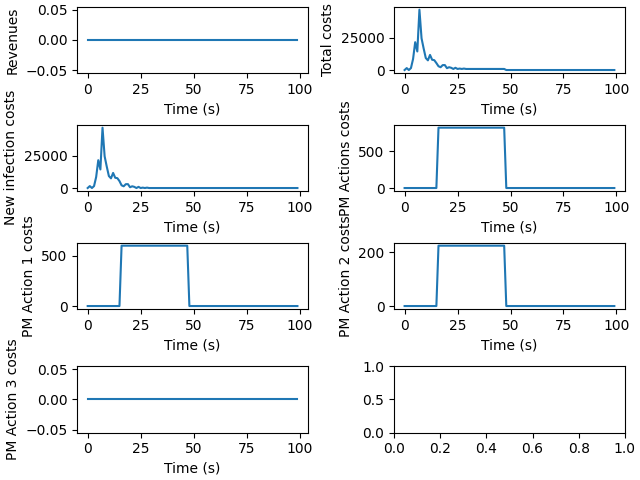 Revenues
0.05
0.00
−0.05
0 25 50 75 100
Time (s)
Total costs
25000
0
0 25 50 75 100
Time (s)
New infection costs
25000
0
0 25 50 75 100
Time (s)
PM Actions costs
500
0
0 25 50 75 100
Time (s)
PM Action 1 costs
500
0
0 25 50 75 100
Time (s)
PM Action 2 costs
200
0
0 25 50 75 100
Time (s)
PM Action 3 costs
0.05
0.00
−0.05
0 25 50 75 100
Time (s)
1.0
0.5
0.0
0.0 0.2 0.4 0.6 0.8 1.0